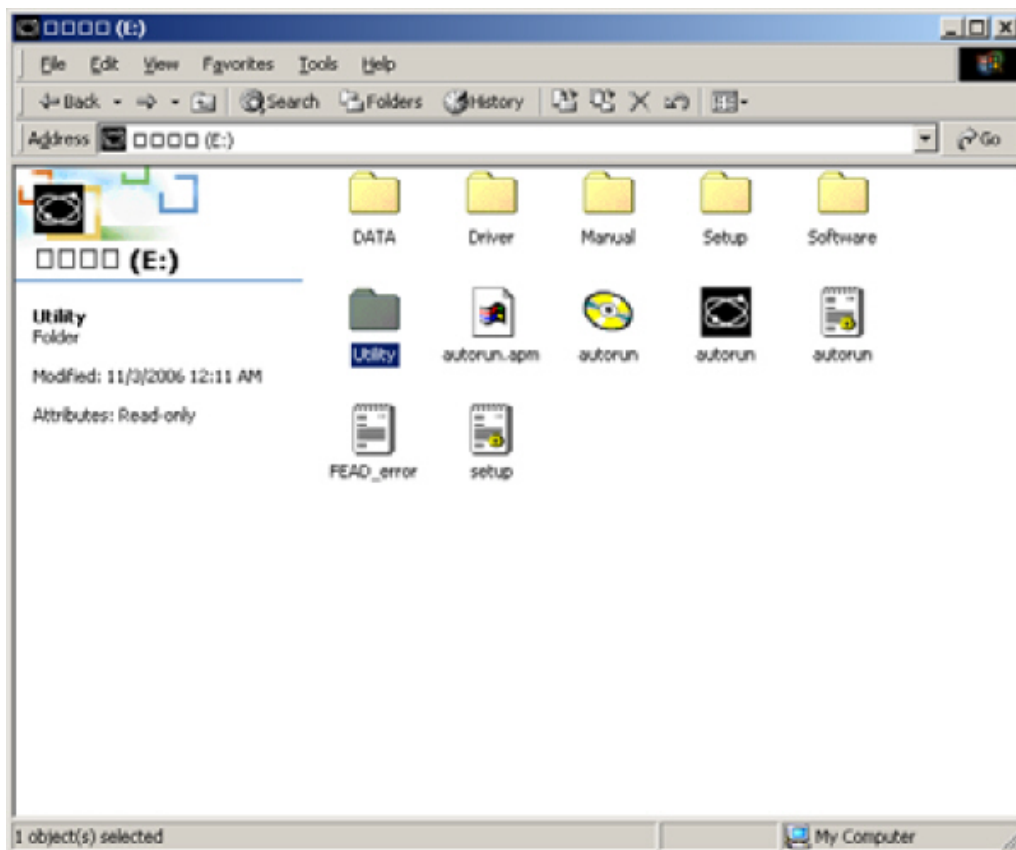 □□□□ (E:)
File Edit View Favorites Tools Help
Back Search Folders History
Address □□□□ (E:) Go
□□□□ (E:)
Utility
Folder
Modified: 11/3/2006 12:11 AM
Attributes: Read-only
DATA Driver Manual Setup Software
Utility autorun.apm autorun autorun autorun
FEAD_error setup
1 object(s) selected My Computer